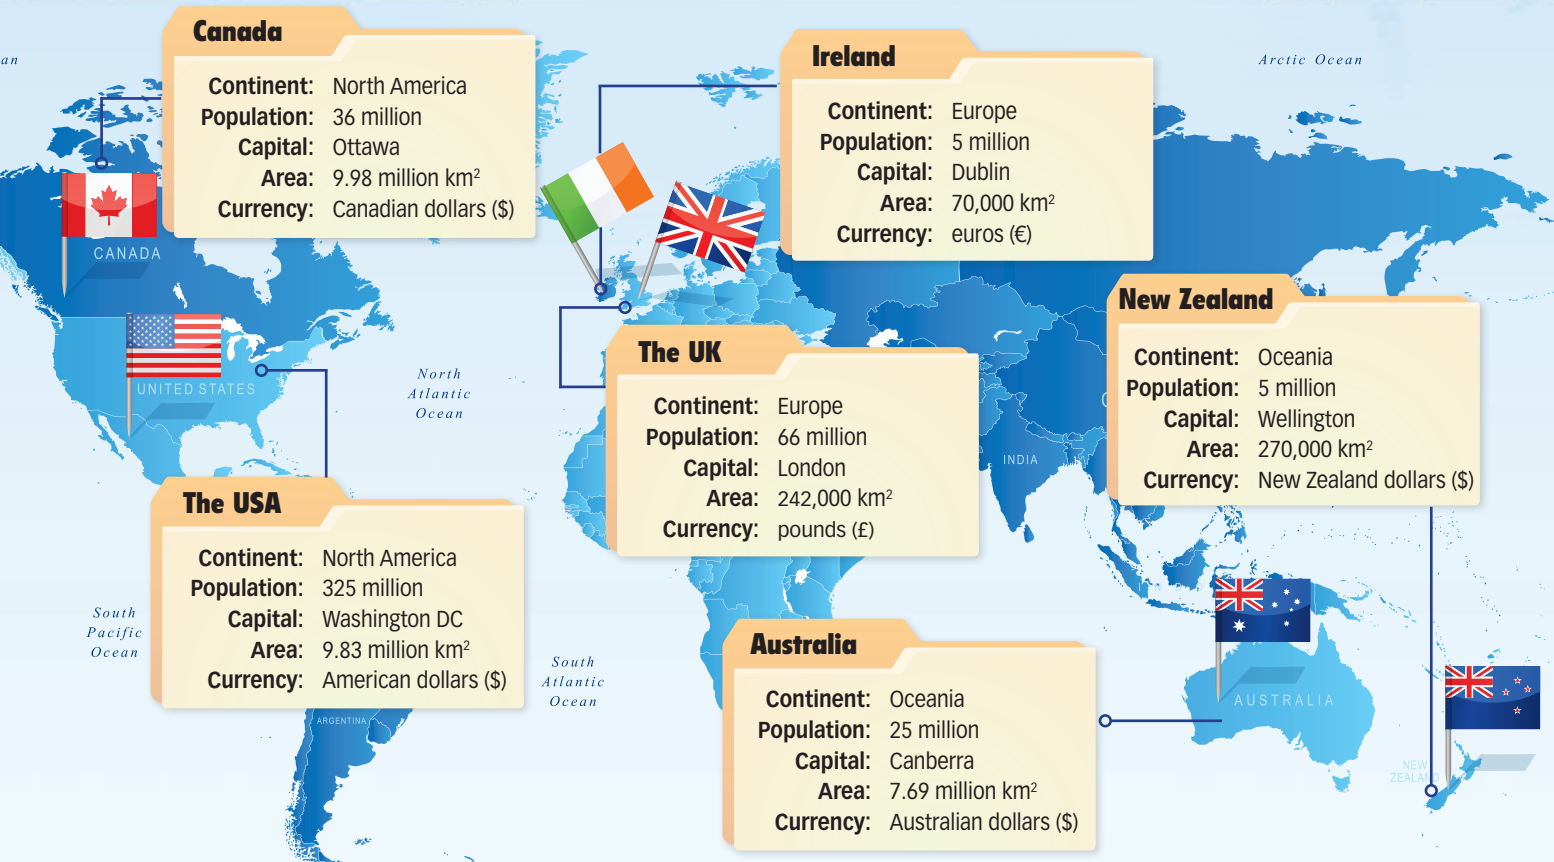 Canada
Continent: North America
Population: 36 million
Capital: Ottawa
Area: 9.98 million km²
Currency: Canadian dollars ($)
Ireland
Continent: Europe
Population: 5 million
Capital: Dublin
Area: 70,000 km²
Currency: euros (€)
an
Arctic Ocean
CANADA
UNITED STATES
North
Atlantic
Ocean
The UK
Continent: Europe
Population: 66 million
Capital: London
Area: 242,000 km²
Currency: pounds (£)
New Zealand
Continent: Oceania
Population: 5 million
Capital: Wellington
Area: 270,000 km²
Currency: New Zealand dollars ($)
C
INDIA
The USA
Continent: North America
Population: 325 million
Capital: Washington DC
Area: 9.83 million km²
Currency: American dollars ($)
South
Pacific
Ocean
South
Atlantic
Ocean
ARGENTINA
Australia
Continent: Oceania
Population: 25 million
Capital: Canberra
Area: 7.69 million km²
Currency: Australian dollars ($)
AUSTRALIA
NEW
ZEALAND